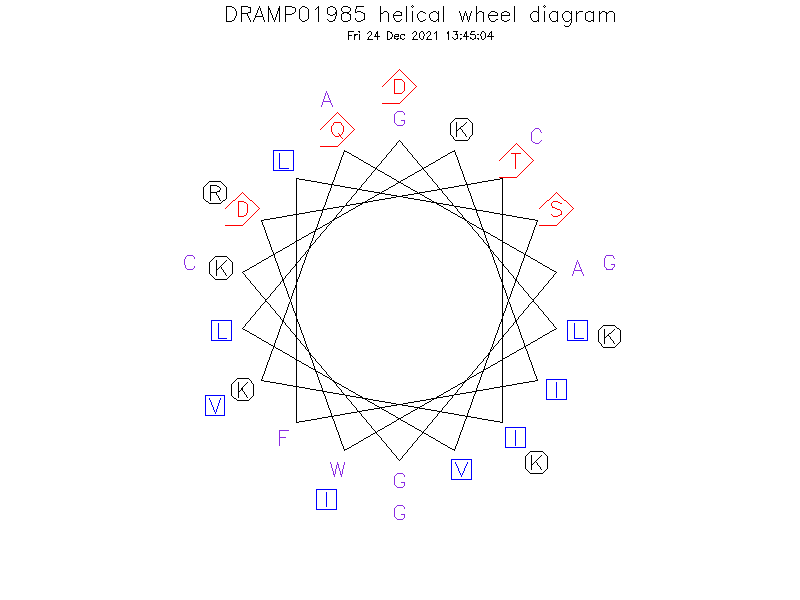 DRAMP01985 helical wheel diagram
Fri 24 Dec 2021 13:45:04
D
A
G
Q
K
C
L
T
R
D
S
C
K
A
G
L
L
K
V
K
I
F
I
W
V
K
G
I
G